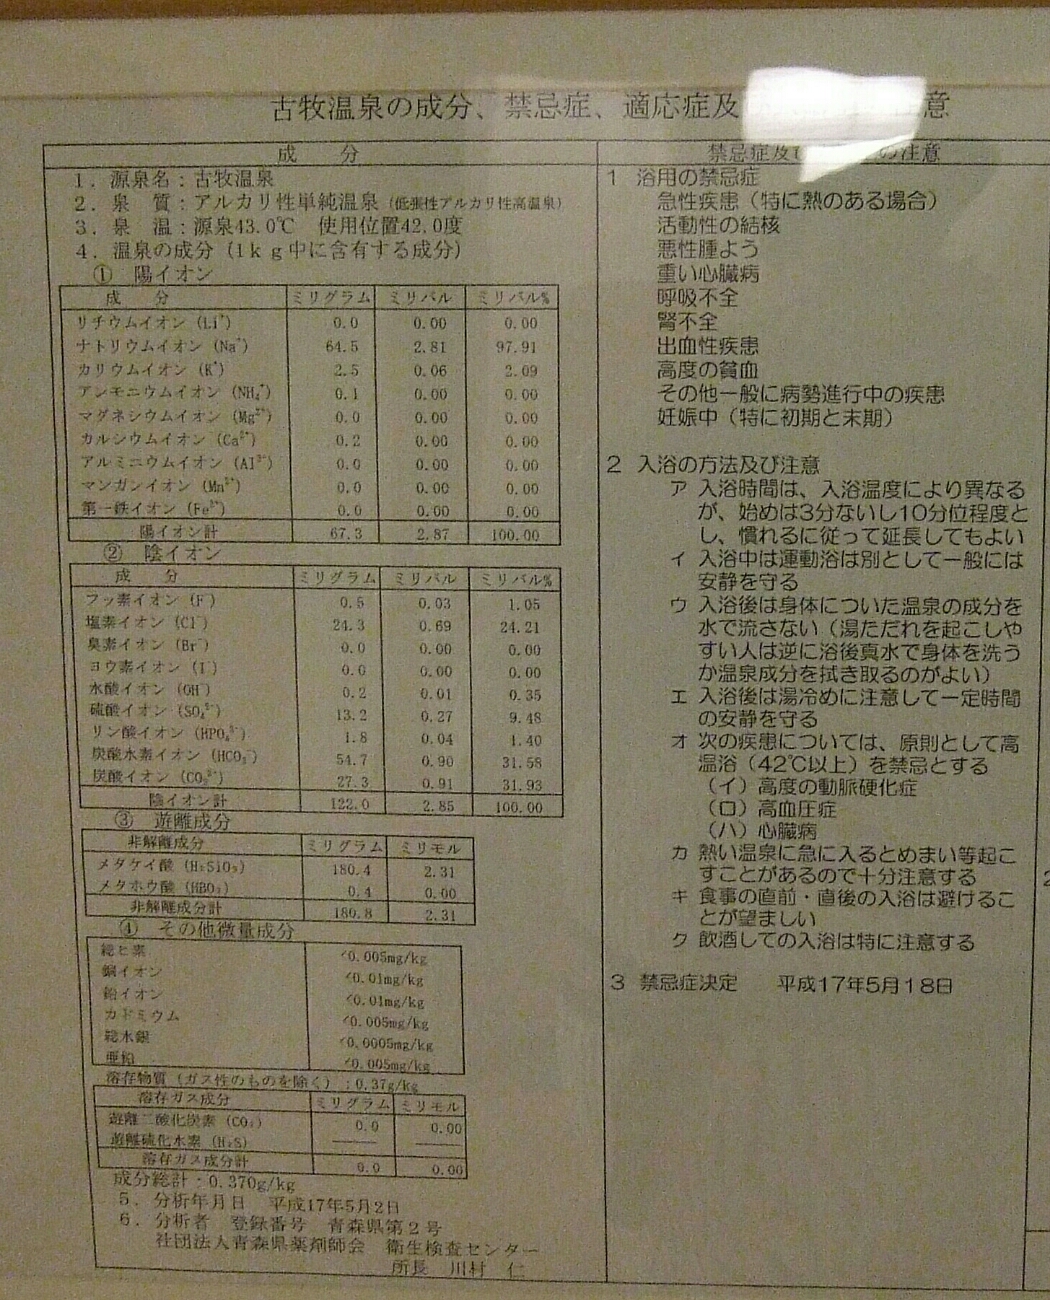 古牧温泉の成分、禁忌症、適応症及 意
成　分
1．源泉名：古牧温泉
2．泉　質：アルカリ性単純温泉（低張性アルカリ性高温泉）
3．泉　温：源泉43.0℃　使用位置42.0度
4．温泉の成分（1kg中に含有する成分）
①　陽イオン
成　分 ミリグラム ミリバル ミリバル%
リチウムイオン（Li⁺） 0.0 0.00 0.00
ナトリウムイオン（Na⁺） 64.5 2.81 97.91
カリウムイオン（K⁺） 2.5 0.06 2.09
アンモニウムイオン（NH₄⁺） 0.1 0.00 0.00
マグネシウムイオン（Mg²⁺） 0.0 0.00 0.00
カルシウムイオン（Ca²⁺） 0.2 0.00 0.00
アルミニウムイオン（Al³⁺） 0.0 0.00 0.00
マンガンイオン（Mn²⁺） 0.0 0.00 0.00
第一鉄イオン（Fe²⁺） 0.0 0.00 0.00
陽イオン計 67.3 2.87 100.00
②　陰イオン
成　分 ミリグラム ミリバル ミリバル%
フッ素イオン（F⁻） 0.5 0.03 1.05
塩素イオン（Cl⁻） 24.3 0.69 24.21
臭素イオン（Br⁻） 0.0 0.00 0.00
ヨウ素イオン（I⁻） 0.0 0.00 0.00
水酸イオン（OH⁻） 0.2 0.01 0.35
硫酸イオン（SO₄²⁻） 13.2 0.27 9.48
リン酸イオン（HPO₄²⁻） 1.8 0.04 1.40
炭酸水素イオン（HCO₃⁻） 54.7 0.90 31.58
炭酸イオン（CO₃²⁻） 27.3 0.91 31.93
陰イオン計 122.0 2.85 100.00
③　遊離成分
非解離成分 ミリグラム ミリモル
メタケイ酸（H₂SiO₃） 180.4 2.31
メタホウ酸（HBO₂） 0.4 0.00
非解離成分計 180.8 2.31
④　その他微量成分
総ヒ素 <0.005mg/kg
銅イオン <0.01mg/kg
鉛イオン <0.01mg/kg
カドミウム <0.005mg/kg
総水銀 <0.0005mg/kg
亜鉛 <0.005mg/kg
溶存物質（ガス性のものを除く）：0.37g/kg
溶存ガス成分 ミリグラム ミリモル
遊離二酸化炭素（CO₂） 0.0 0.00
遊離硫化水素（H₂S） ―― ――
溶存ガス成分計 0.0 0.00
成分総計：0.370g/kg
5．分析年月日　平成17年5月2日
6．分析者　登録番号　青森県第2号
社団法人青森県薬剤師会　衛生検査センター
所長　川村　仁
禁忌症及び の注意
1　浴用の禁忌症
急性疾患（特に熱のある場合）
活動性の結核
悪性腫よう
重い心臓病
呼吸不全
腎不全
出血性疾患
高度の貧血
その他一般に病勢進行中の疾患
妊娠中（特に初期と末期）
2　入浴の方法及び注意
ア 入浴時間は、入浴温度により異なる
が、始めは3分ないし10分位程度と
し、慣れるに従って延長してもよい
イ 入浴中は運動浴は別として一般には
安静を守る
ウ 入浴後は身体についた温泉の成分を
水で流さない（湯ただれを起こしや
すい人は逆に浴後真水で身体を洗う
か温泉成分を拭き取るのがよい）
エ 入浴後は湯冷めに注意して一定時間
の安静を守る
オ 次の疾患については、原則として高
温浴（42℃以上）を禁忌とする
（イ）高度の動脈硬化症
（ロ）高血圧症
（ハ）心臓病
カ 熱い温泉に急に入るとめまい等起こ
すことがあるので十分注意する
キ 食事の直前・直後の入浴は避けるこ
とが望ましい
ク 飲酒しての入浴は特に注意する
3　禁忌症決定　　平成17年5月18日
2